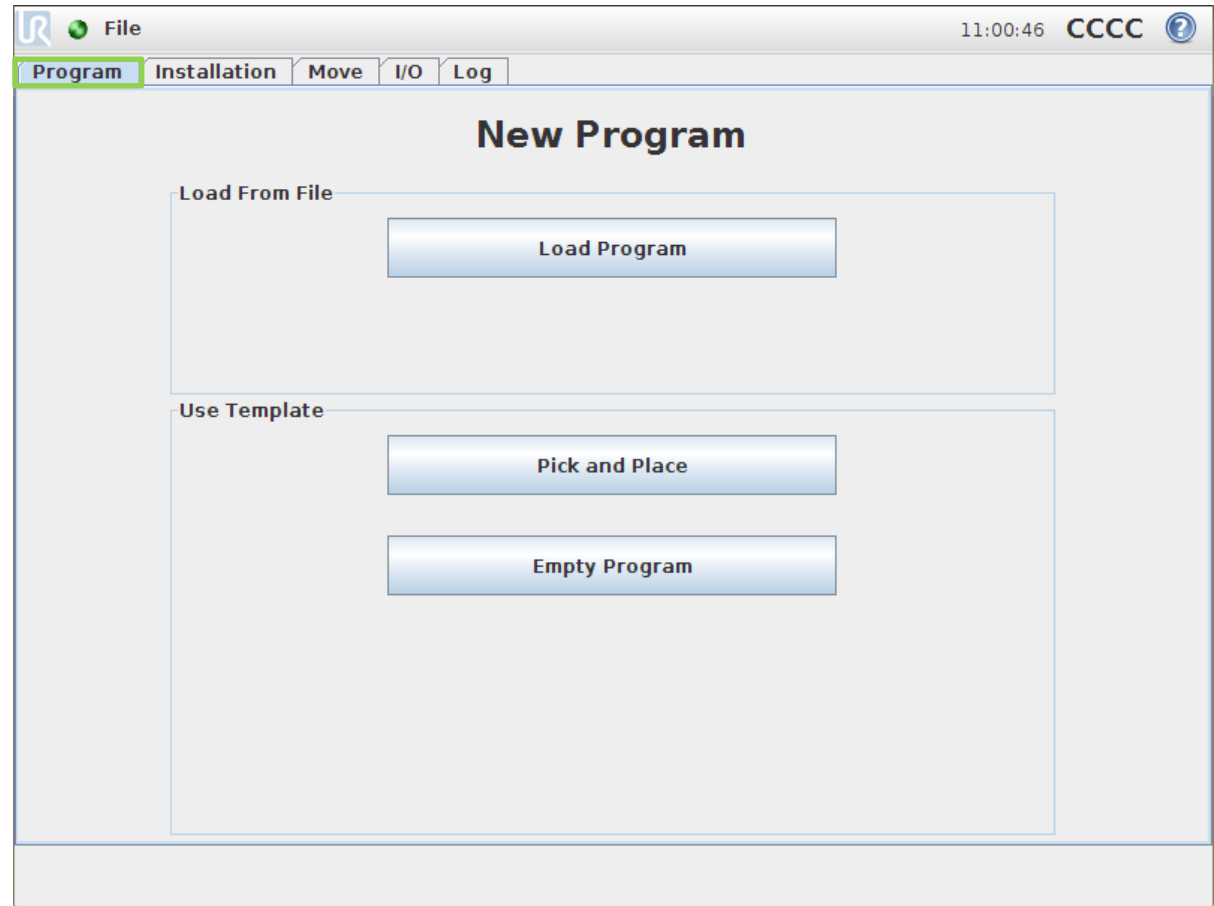 UR File 11:00:46 CCCC ?
Program Installation Move I/O Log
New Program
Load From File
Load Program
Use Template
Pick and Place
Empty Program